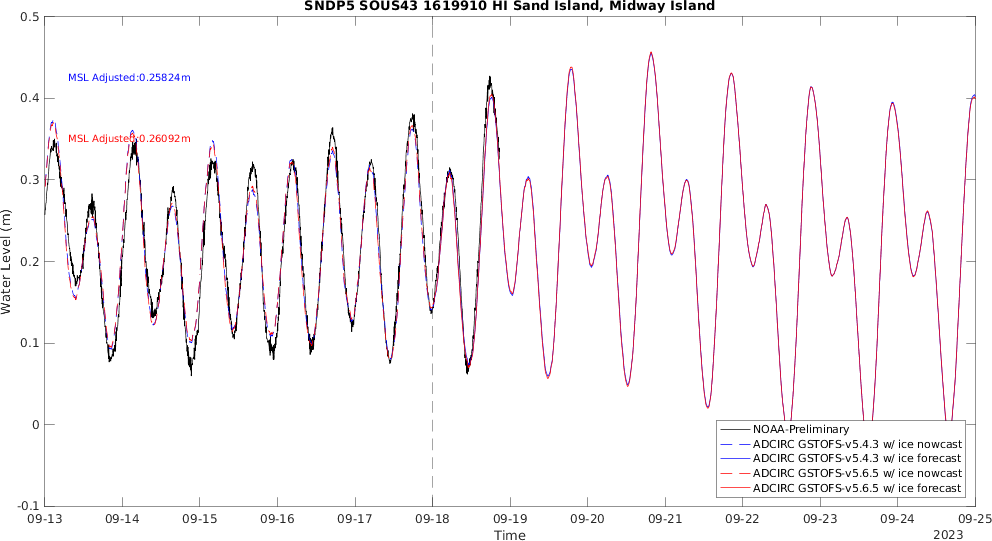 SNDP5 SOUS43 1619910 HI Sand Island, Midway Island
MSL Adjusted:0.25824m
MSL Adjusted:0.26092m
Water Level (m)
0.5
0.4
0.3
0.2
0.1
0
-0.1
NOAA-Preliminary
ADCIRC GSTOFS-v5.4.3 w/ ice nowcast
ADCIRC GSTOFS-v5.4.3 w/ ice forecast
ADCIRC GSTOFS-v5.6.5 w/ ice nowcast
ADCIRC GSTOFS-v5.6.5 w/ ice forecast
09-13 09-14 09-15 09-16 09-17 09-18 09-19 09-20 09-21 09-22 09-23 09-24 09-25
Time
2023